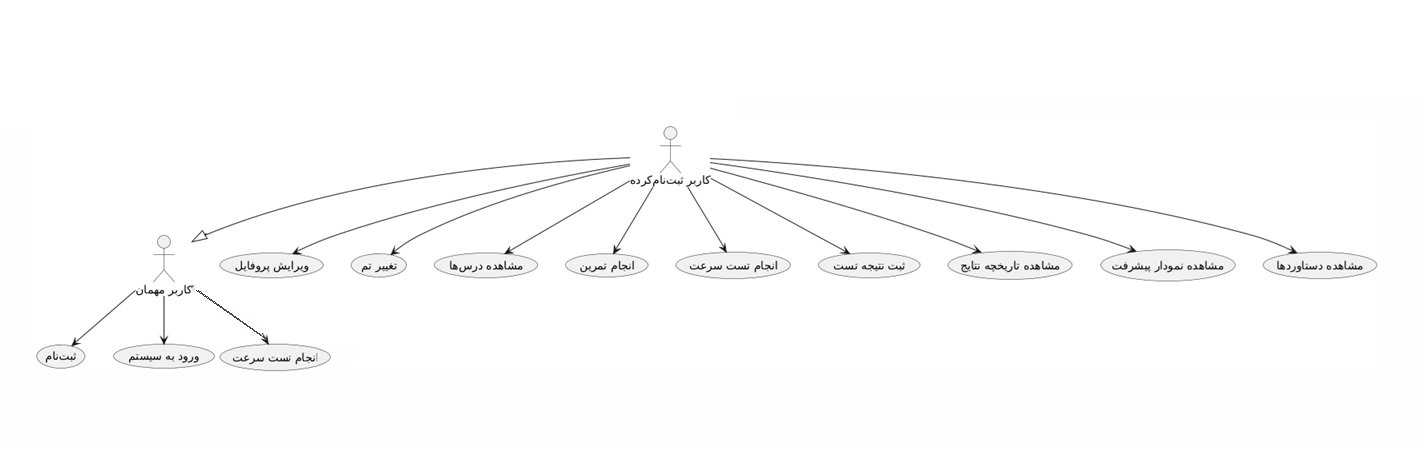 کاربر ثبت‌نام‌کرده
ویرایش پروفایل
تغییر تم
مشاهده درس‌ها
انجام تمرین
انجام تست سرعت
ثبت نتیجه تست
مشاهده تاریخچه نتایج
مشاهده نمودار پیشرفت
مشاهده دستاوردها
کاربر مهمان
ثبت‌نام
ورود به سیستم
انجام تست سرعت